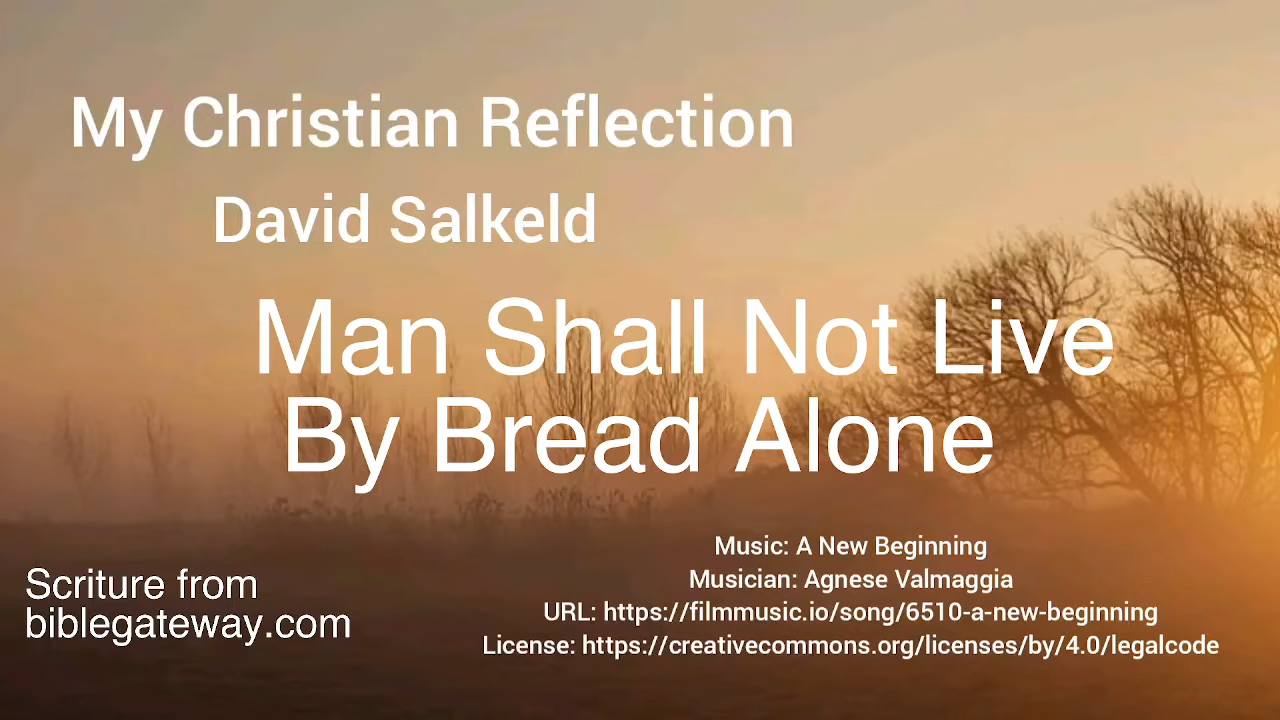 My Christian Reflection
David Salkeld
Man Shall Not Live
By Bread Alone
Scriture from
biblegateway.com
Music: A New Beginning
Musician: Agnese Valmaggia
URL: https://filmmusic.io/song/6510-a-new-beginning
License: https://creativecommons.org/licenses/by/4.0/legalcode